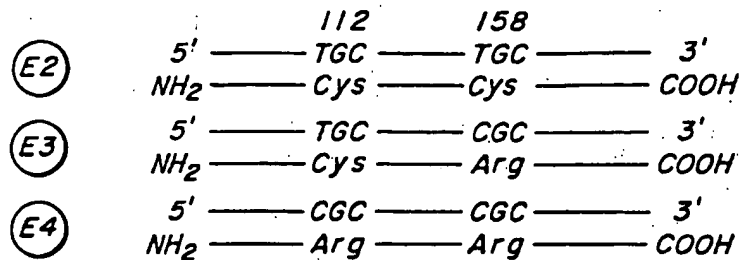 112 158
5' TGC TGC 3'
E2
NH2 Cys Cys COOH
5' TGC CGC 3'
E3
NH2 Cys Arg COOH
5' CGC CGC 3'
E4
NH2 Arg Arg COOH